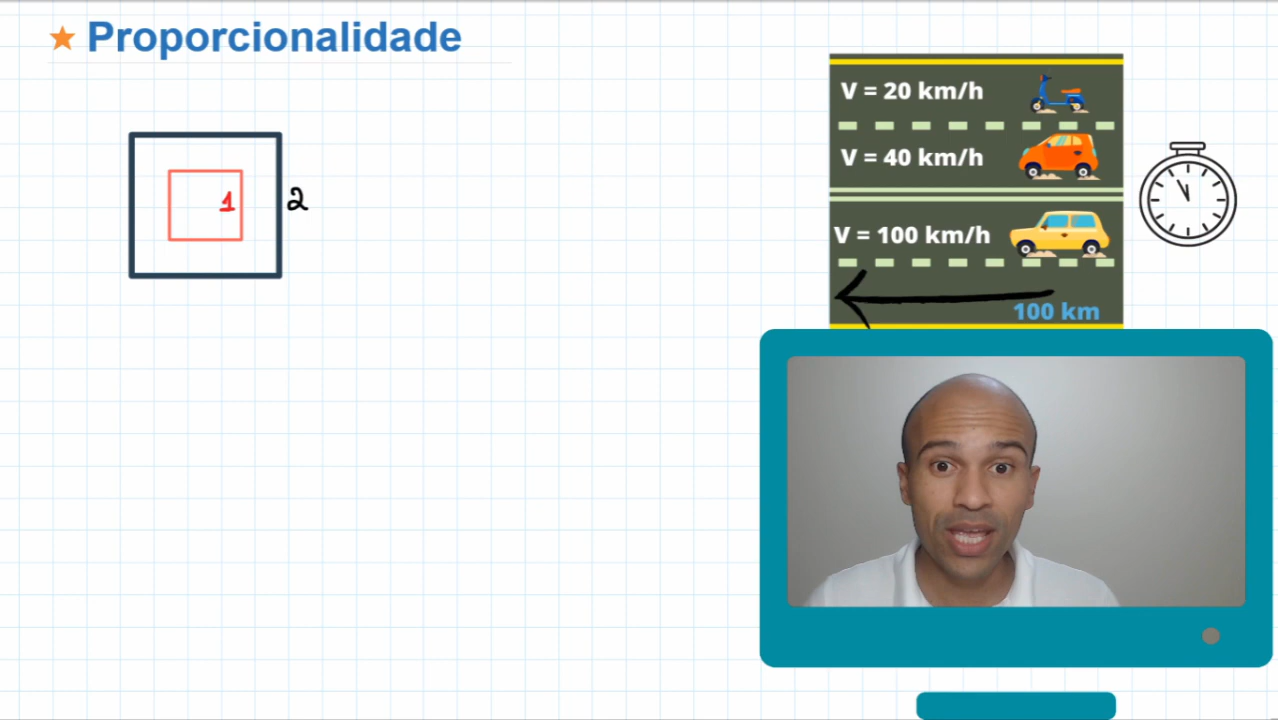 Proporcionalidade
1
2
V = 20 km/h
V = 40 km/h
V = 100 km/h
100 km